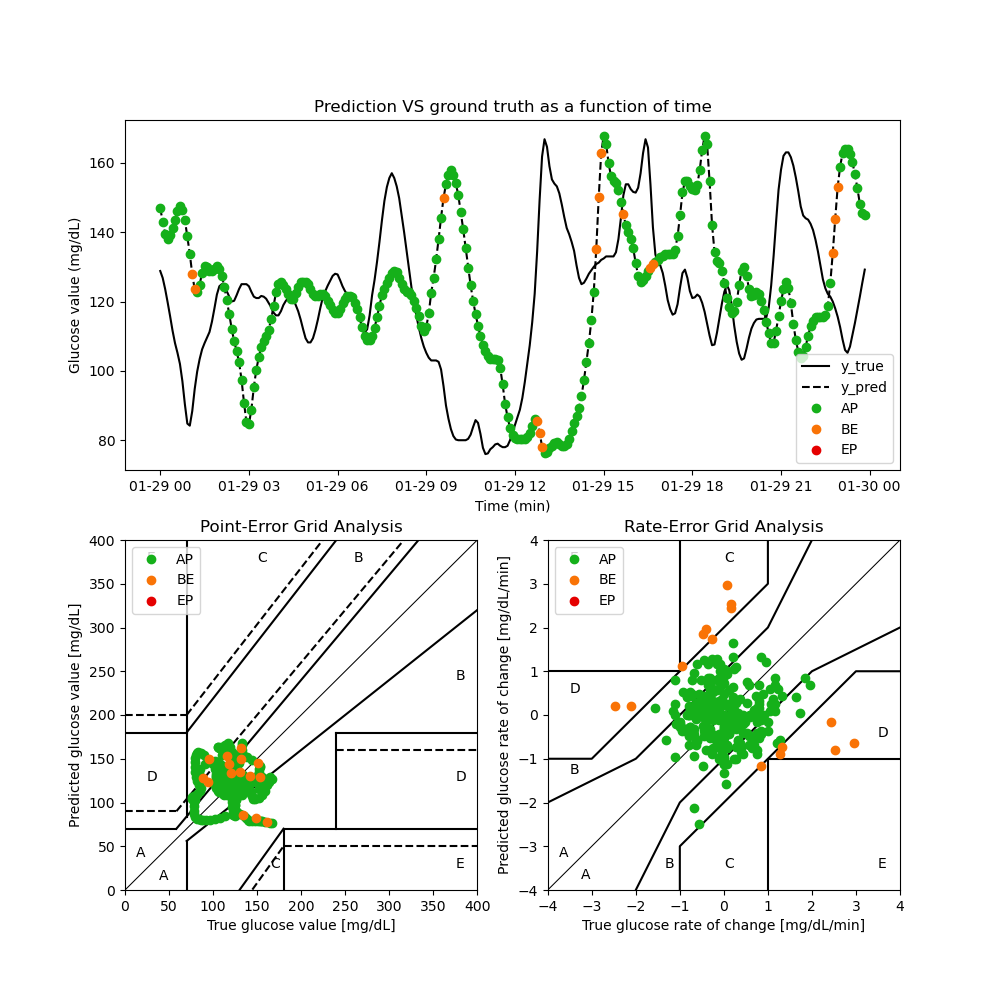 Prediction VS ground truth as a function of time
Glucose value (mg/dL)
160
140
120
100
80
y_true
y_pred
AP
BE
EP
01-29 00 01-29 03 01-29 06 01-29 09 01-29 12 01-29 15 01-29 18 01-29 21 01-30 00
Time (min)
Point-Error Grid Analysis
Predicted glucose value [mg/dL]
400
350
300
250
200
150
100
50
0
AP
BE
EP
C
B
B
D
D
A
A
C
E
0 50 100 150 200 250 300 350 400
True glucose value [mg/dL]
Rate-Error Grid Analysis
Predicted glucose rate of change [mg/dL/min]
4
3
2
1
0
−1
−2
−3
−4
AP
BE
EP
C
D
D
B
A
A
B
C
E
−4 −3 −2 −1 0 1 2 3 4
True glucose rate of change [mg/dL/min]